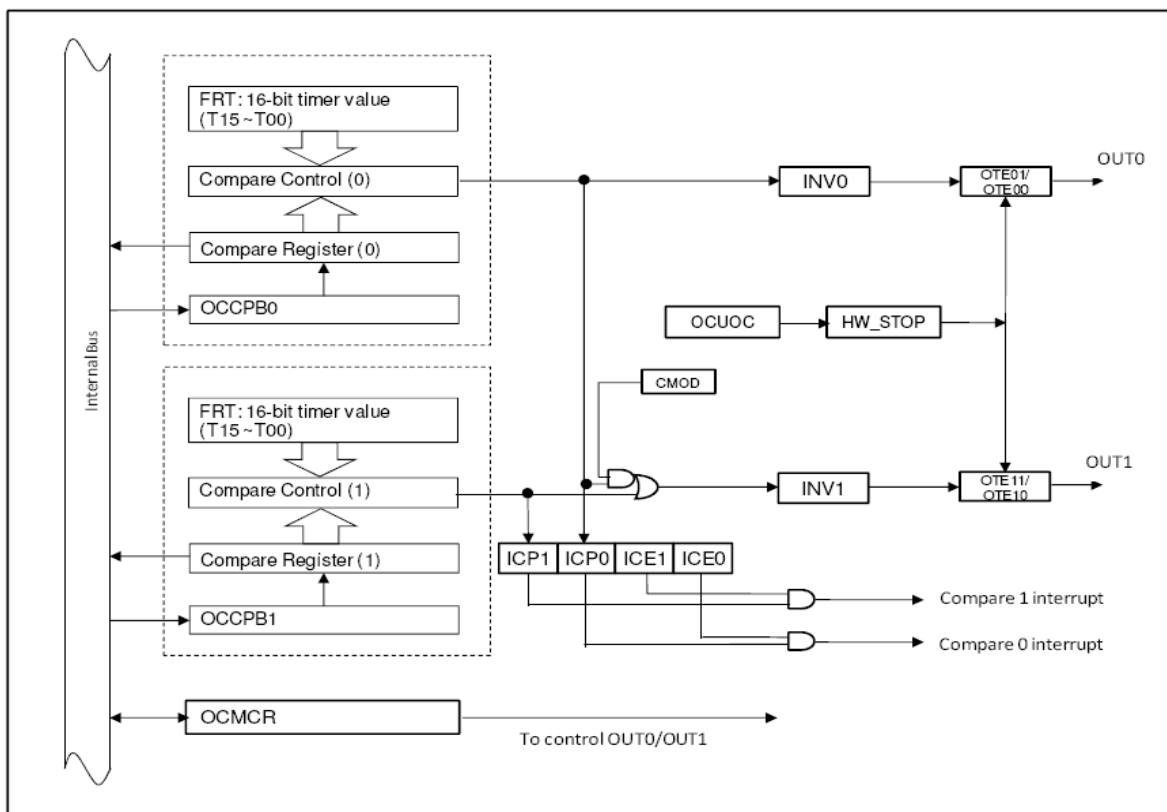 FRT: 16-bit timer value
(T15~T00)
Compare Control (0)
Compare Register (0)
OCCPB0
INV0
OTE01/
OTE00
OUT0
OCUOC
HW_STOP
Internal Bus
CMOD
FRT: 16-bit timer value
(T15~T00)
Compare Control (1)
Compare Register (1)
OCCPB1
INV1
OTE11/
OTE10
OUT1
ICP1
ICP0
ICE1
ICE0
Compare 1 interrupt
Compare 0 interrupt
OCMCR
To control OUT0/OUT1